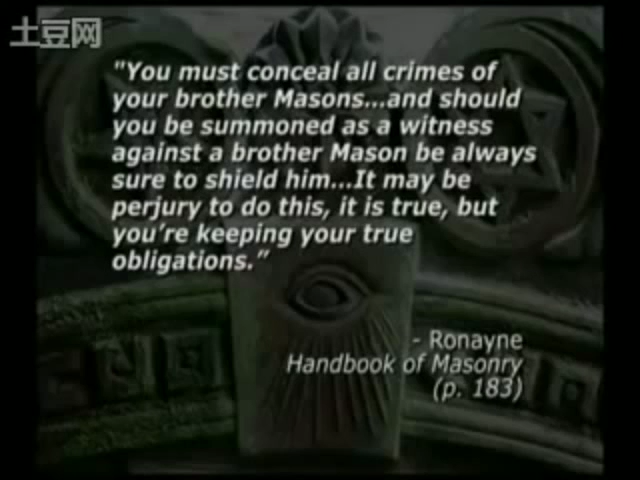 土豆网
"You must conceal all crimes of
your brother Masons...and should
you be summoned as a witness
against a brother Mason be always
sure to shield him...It may be
perjury to do this, it is true, but
you're keeping your true
obligations."
- Ronayne
Handbook of Masonry
(p. 183)